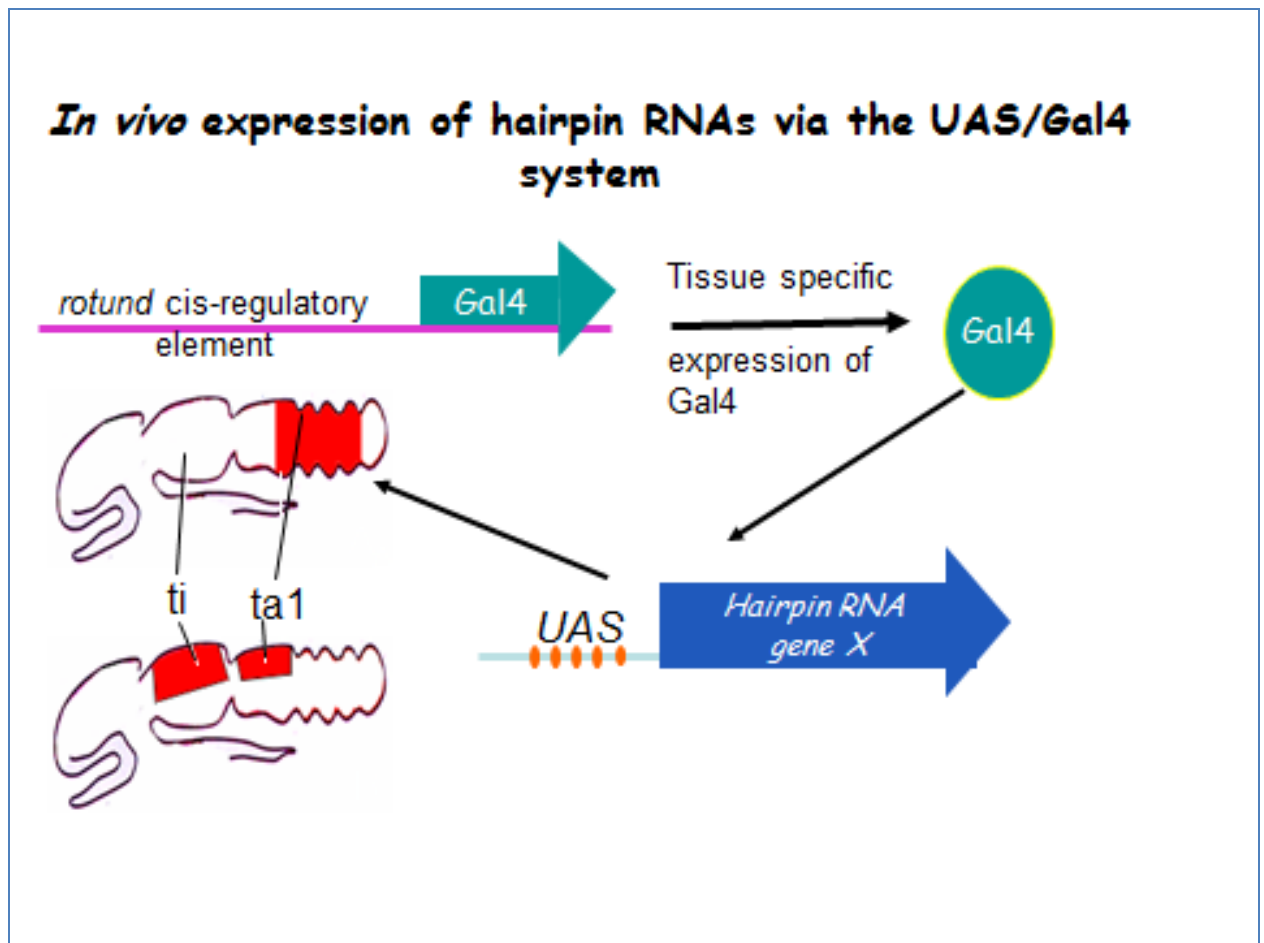 In vivo expression of hairpin RNAs via the UAS/Gal4
system
rotund cis-regulatory
element
Gal4
Tissue specific
expression of
Gal4
Gal4
ti
ta1
UAS
Hairpin RNA
gene X